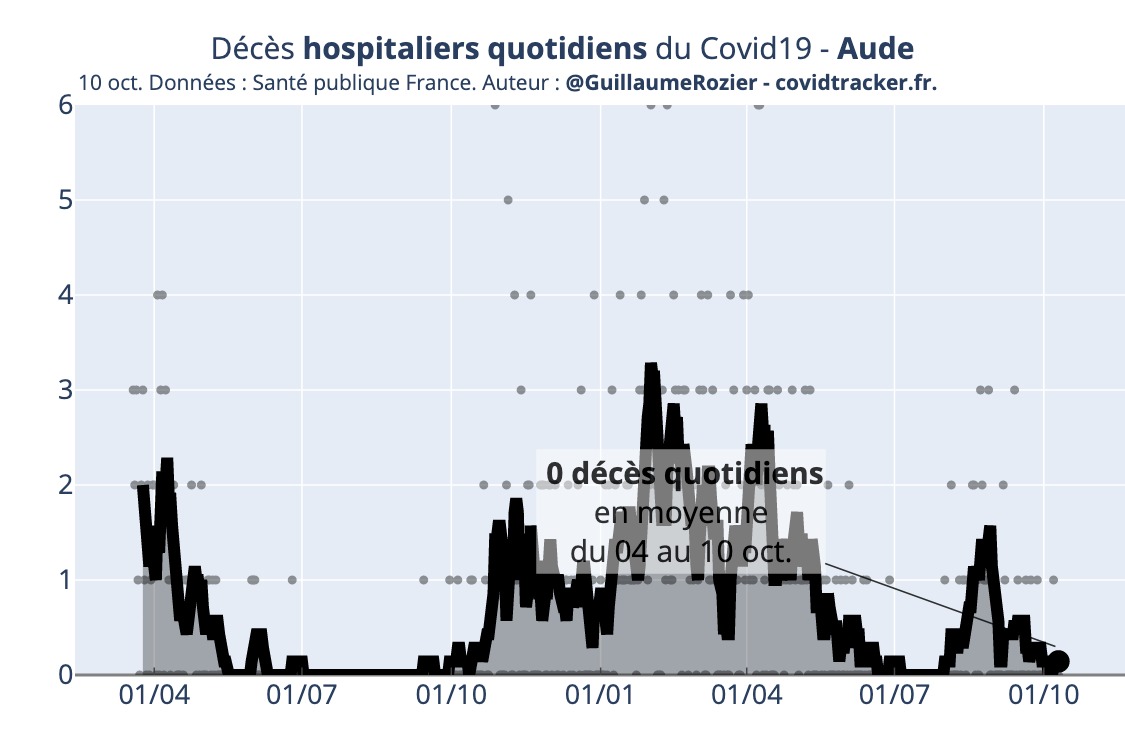 Décès hospitaliers quotidiens du Covid19 - Aude
10 oct. Données : Santé publique France. Auteur : @GuillaumeRozier - covidtracker.fr.
6
5
4
3
2
1
0
0 décès quotidiens
en moyenne
du 04 au 10 oct.
01/04 01/07 01/10 01/01 01/04 01/07 01/10